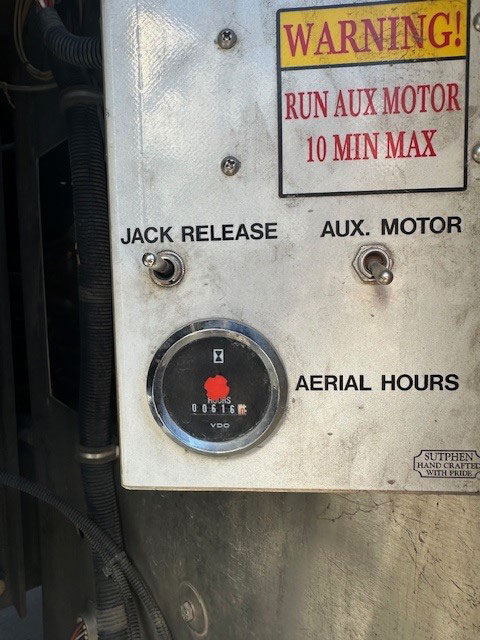 WARNING!
RUN AUX MOTOR
10 MIN MAX
JACK RELEASE
AUX. MOTOR
HOURS
00616
VDO
AERIAL HOURS
SUTPHEN
HAND CRAFTED
WITH PRIDE